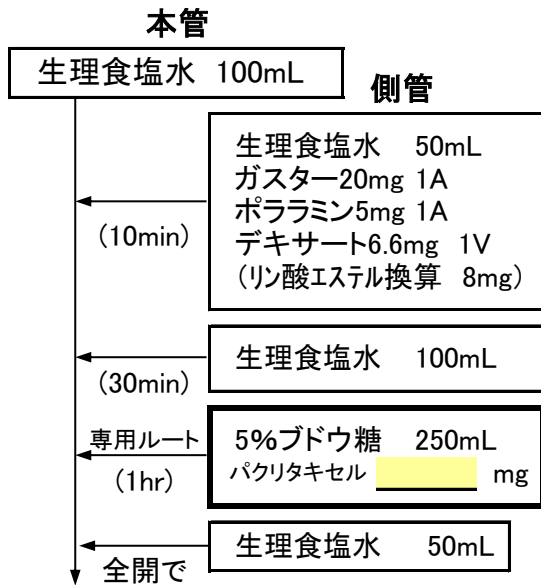 本管
生理食塩水 100mL
側管
生理食塩水 50mL
ガスター20mg 1A
ポララミン5mg 1A
デキサート6.6mg 1V
(リン酸エステル換算 8mg)
(10min)
生理食塩水 100mL
(30min)
専用ルート
5%ブドウ糖 250mL
パクリタキセル mg
(1hr)
生理食塩水 50mL
全開で